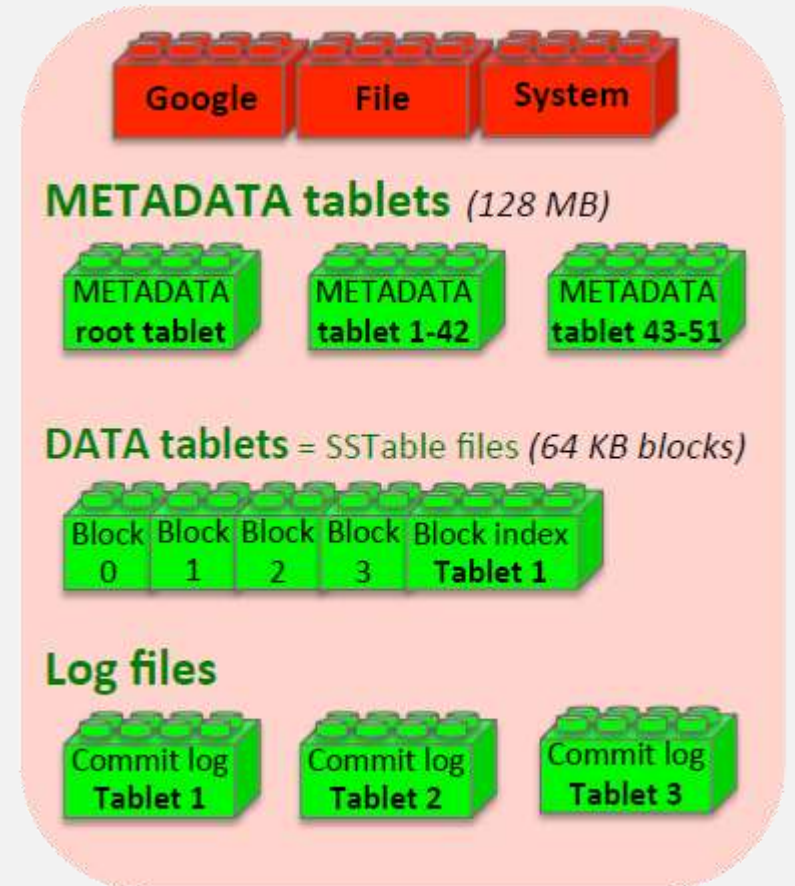 Google File System
METADATA tablets (128 MB)
METADATA METADATA METADATA
root tablet tablet 1-42 tablet 43-51
DATA tablets = SSTable files (64 KB blocks)
Block Block Block Block Block index
0 1 2 3 Tablet 1
Log files
Commit log Commit log Commit log
Tablet 1 Tablet 2 Tablet 3